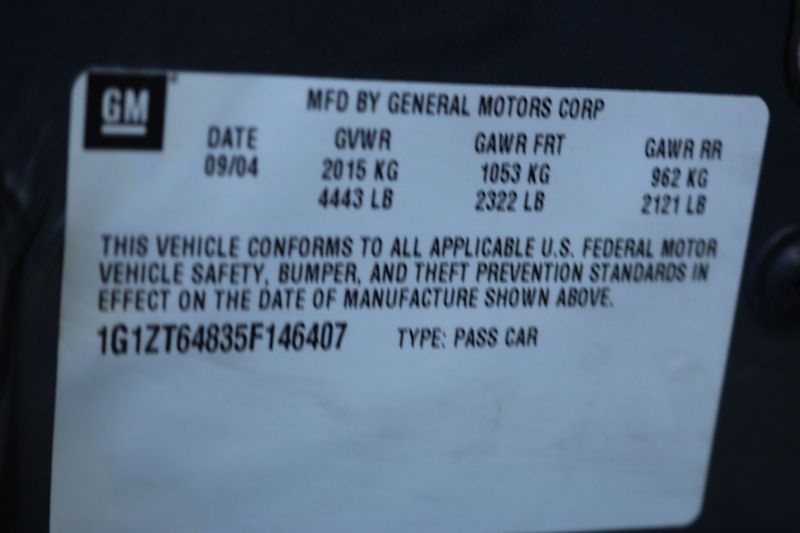 GM
MFD BY GENERAL MOTORS CORP
DATE GVWR GAWR FRT GAWR RR
09/04 2015 KG 1053 KG 962 KG
4443 LB 2322 LB 2121 LB
THIS VEHICLE CONFORMS TO ALL APPLICABLE U.S. FEDERAL MOTOR
VEHICLE SAFETY, BUMPER, AND THEFT PREVENTION STANDARDS IN
EFFECT ON THE DATE OF MANUFACTURE SHOWN ABOVE.
1G1ZT64835F146407 TYPE: PASS CAR